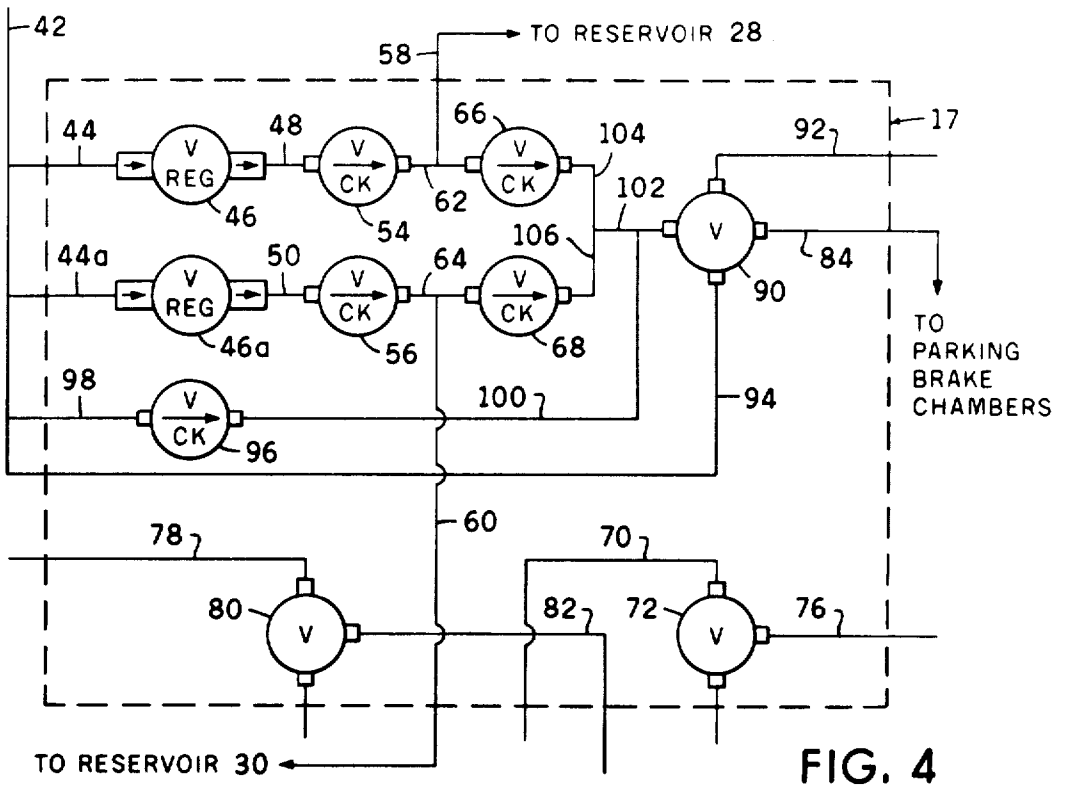 42
58
TO RESERVOIR 28
44
V
REG
46
48
V
CK
54
62
66
V
CK
104
102
92
17
106
V
90
84
44a
V
REG
46a
50
V
CK
56
64
V
CK
68
TO
PARKING
BRAKE
CHAMBERS
98
V
CK
96
100
94
60
78
80
V
82
70
72
V
76
TO RESERVOIR 30
FIG. 4